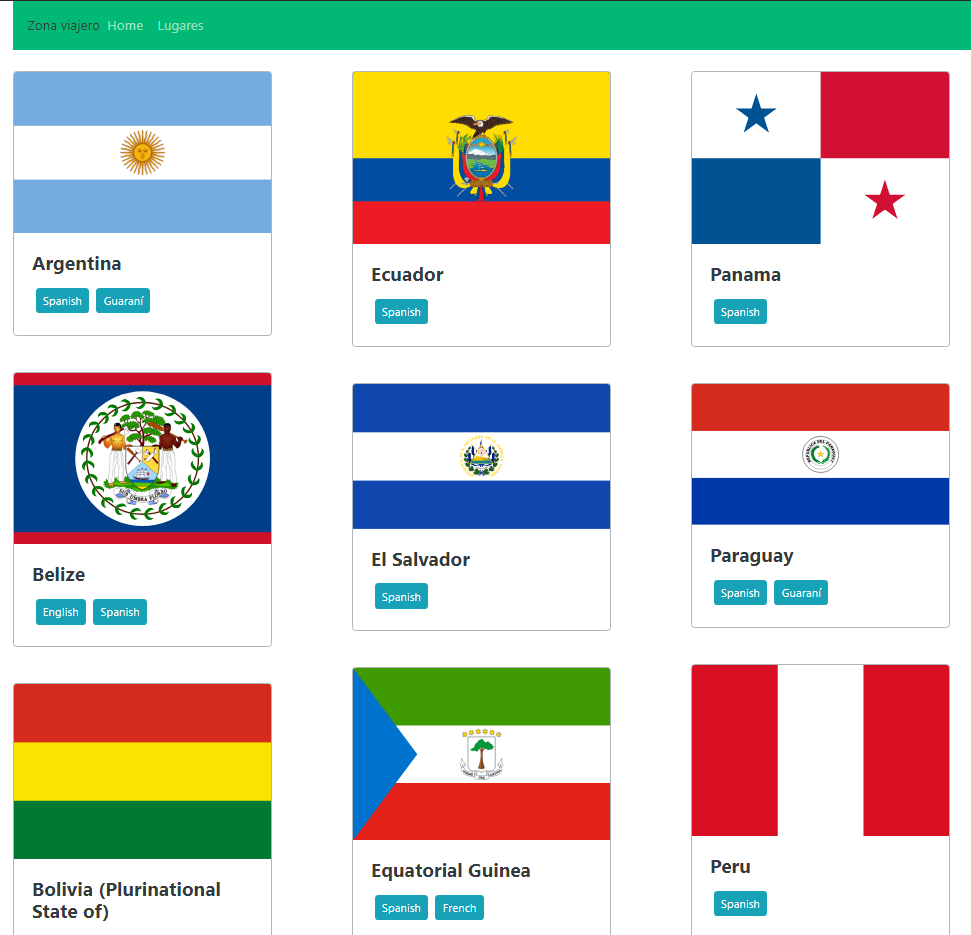 Zona viajero Home Lugares
Argentina
Spanish Guaraní
Belize
English Spanish
Bolivia (Plurinational
State of)
Ecuador
Spanish
El Salvador
Spanish
Equatorial Guinea
Spanish French
Panama
Spanish
Paraguay
Spanish Guaraní
Peru
Spanish